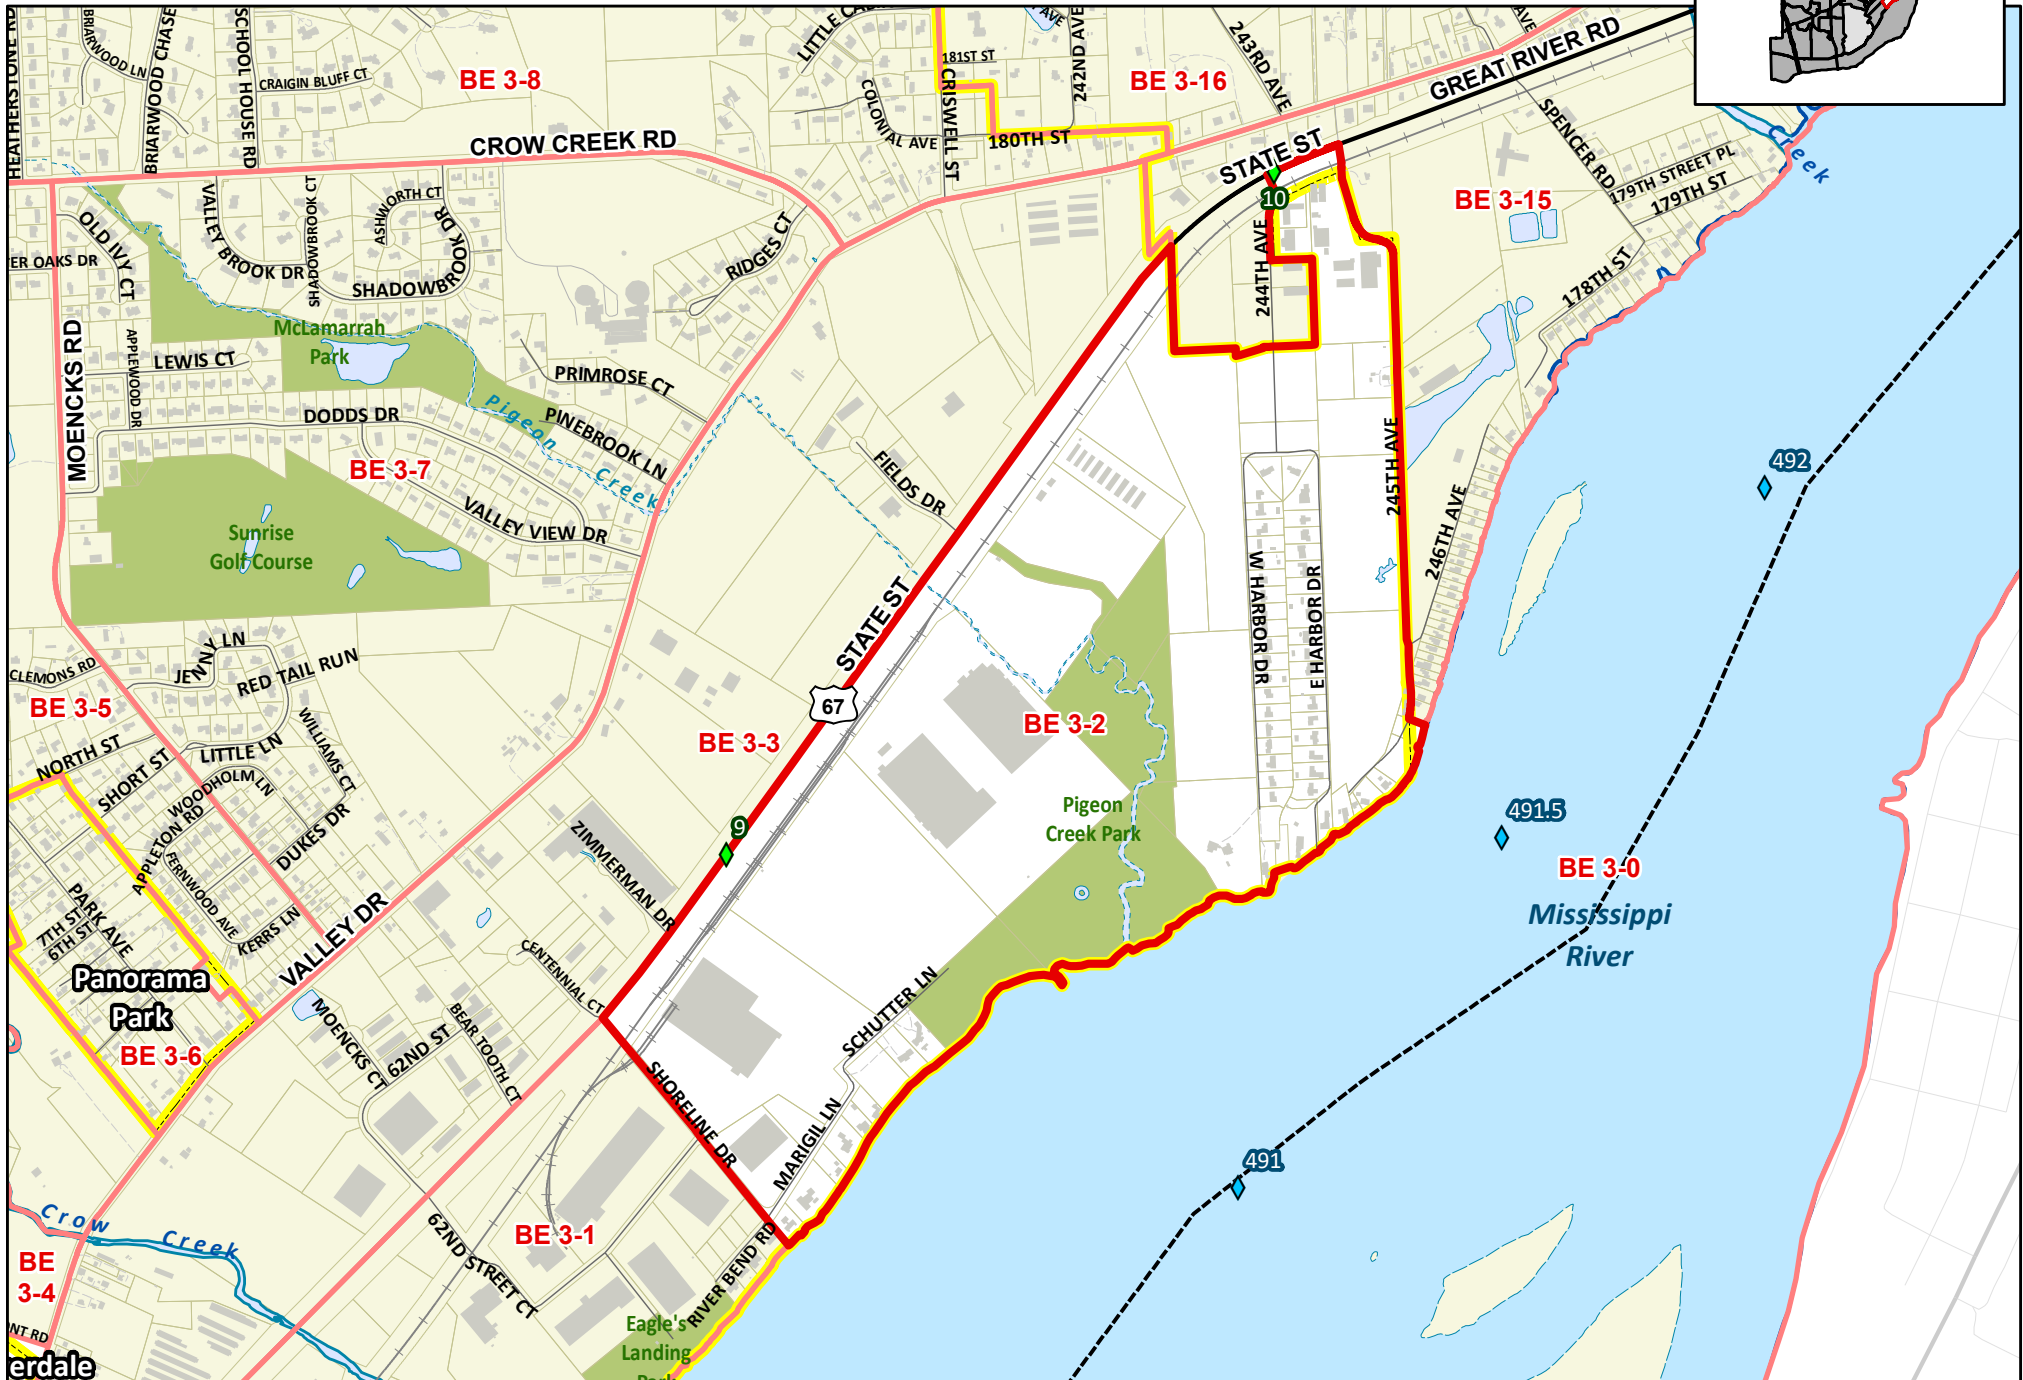 HEATHERSTONE RD
BRIARWOOD LN
BRIARWOOD CHASE
SCHOOL HOUSE RD
CRAIGIN BLUFF CT
BE 3-8
CROW CREEK RD
181ST ST
CRISWELL ST
COLONIAL AVE
242ND AVE
180TH ST
BE 3-16
243RD AVE
GREAT RIVER RD
STATE ST
10
244TH AVE
BE 3-15
SPENCER RD
179TH STREET PL
179TH ST
178TH ST
Creek
OLD IVY CT
VALLEY BROOK DR
SHADOWBROOK CT
ASHWORTH CT
SHADOWBROOK DR
RIDGES CT
McLamarrah
Park
MOENCKS RD
APPLEWOOD DR
LEWIS CT
DODDS DR
PRIMROSE CT
PINEBROOK LN
Pigeon
Creek
BE 3-7
VALLEY VIEW DR
Sunrise
Golf Course
FIELDS DR
STATE ST
67
245TH AVE
246TH AVE
W HARBOR DR
E HARBOR DR
492
CLEMONS RD
JENNY LN
RED TAIL RUN
BE 3-5
NORTH ST
SHORT ST
LITTLE LN
WILLIAMS CT
WOODHOLM LN
APPLETON RD
FERNWOOD AVE
DUKES DR
KERRS LN
BE 3-3
BE 3-2
Pigeon
Creek Park
9
ZIMMERMAN DR
CENTENNIAL CT
491.5
BE 3-0
Mississippi
River
PARK AVE
7TH ST
6TH ST
VALLEY DR
Panorama
Park
BE 3-6
MOENCKS CT
62ND ST
BEAR TOOTH CT
SHORELINE DR
SCHUTTER LN
MARIGIL LN
491
Crow
Creek
BE
3-4
62ND STREET CT
BE 3-1
RIVER BEND RD
Eagle's
Landing